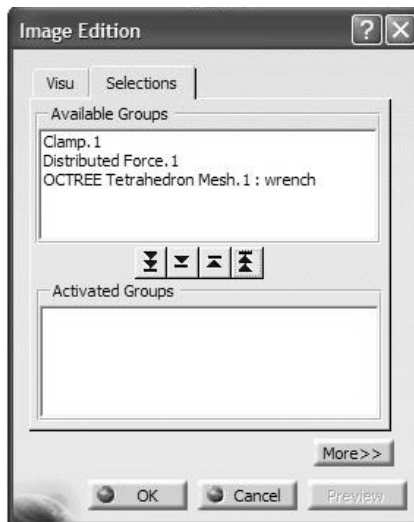 Image Edition
Visu Selections
Available Groups
Clamp.1
Distributed Force.1
OCTREE Tetrahedron Mesh.1 : wrench
Activated Groups
More>>
OK Cancel Preview